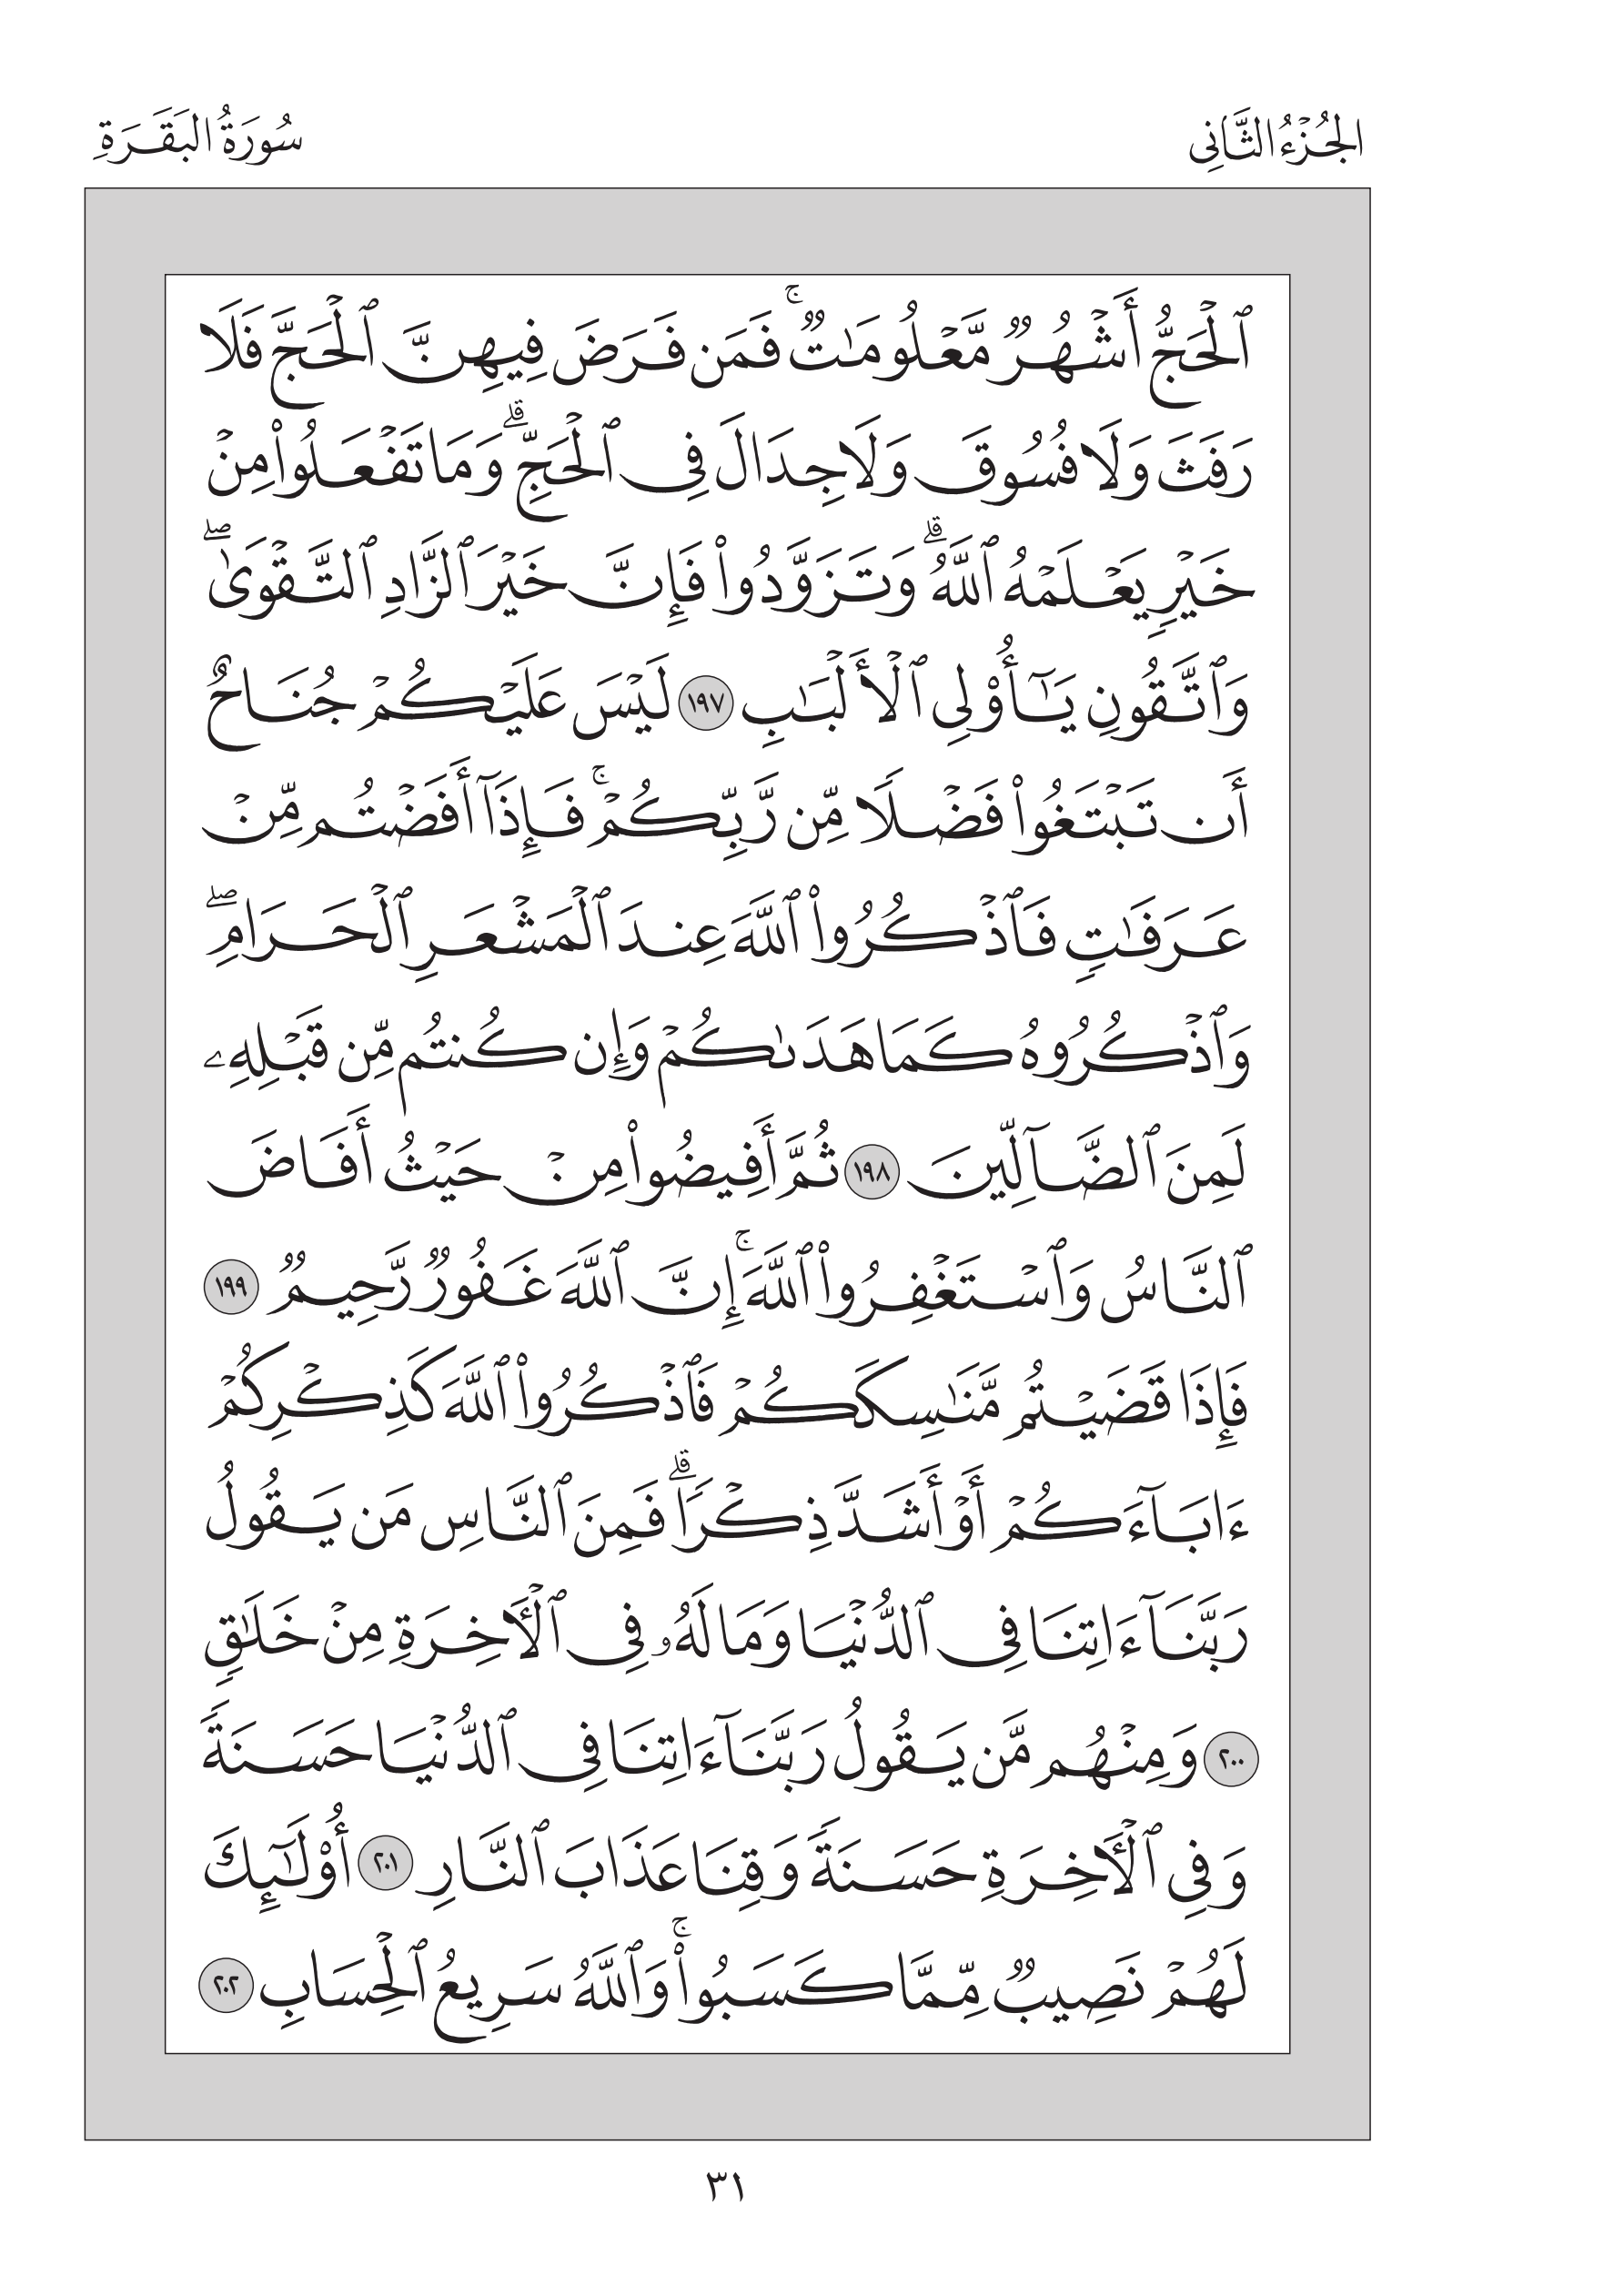 الجُزْءُ الثَّانِي
سُورَةُ البَقَرَةِ
ٱلْحَجُّ أَشْهُرٌ مَّعْلُومَٰتٌ ۚ فَمَن فَرَضَ فِيهِنَّ ٱلْحَجَّ فَلَا
رَفَثَ وَلَا فُسُوقَ وَلَا جِدَالَ فِى ٱلْحَجِّ ۗ وَمَا تَفْعَلُوا۟ مِنْ
خَيْرٍ يَعْلَمْهُ ٱللَّهُ ۗ وَتَزَوَّدُوا۟ فَإِنَّ خَيْرَ ٱلزَّادِ ٱلتَّقْوَىٰ ۖ
وَٱتَّقُونِ يَـٰٓأُو۟لِى ٱلْأَلْبَـٰبِ ١٩٧ لَيْسَ عَلَيْكُمْ جُنَاحٌ
أَن تَبْتَغُوا۟ فَضْلًا مِّن رَّبِّكُمْ ۚ فَإِذَآ أَفَضْتُم مِّنْ
عَرَفَـٰتٍ فَٱذْكُرُوا۟ ٱللَّهَ عِندَ ٱلْمَشْعَرِ ٱلْحَرَامِ ۖ
وَٱذْكُرُوهُ كَمَا هَدَىٰكُمْ وَإِن كُنتُم مِّن قَبْلِهِۦ
لَمِنَ ٱلضَّآلِّينَ ١٩٨ ثُمَّ أَفِيضُوا۟ مِنْ حَيْثُ أَفَاضَ
ٱلنَّاسُ وَٱسْتَغْفِرُوا۟ ٱللَّهَ ۚ إِنَّ ٱللَّهَ غَفُورٌ رَّحِيمٌ ١٩٩
فَإِذَا قَضَيْتُم مَّنَـٰسِكَكُمْ فَٱذْكُرُوا۟ ٱللَّهَ كَذِكْرِكُمْ
ءَابَآءَكُمْ أَوْ أَشَدَّ ذِكْرًا ۗ فَمِنَ ٱلنَّاسِ مَن يَقُولُ
رَبَّنَآ ءَاتِنَا فِى ٱلدُّنْيَا وَمَا لَهُۥ فِى ٱلْـَٔاخِرَةِ مِنْ خَلَـٰقٍ
٢٠٠ وَمِنْهُم مَّن يَقُولُ رَبَّنَآ ءَاتِنَا فِى ٱلدُّنْيَا حَسَنَةً
وَفِى ٱلْـَٔاخِرَةِ حَسَنَةً وَقِنَا عَذَابَ ٱلنَّارِ ٢٠١ أُو۟لَـٰٓئِكَ
لَهُمْ نَصِيبٌ مِّمَّا كَسَبُوا۟ ۚ وَٱللَّهُ سَرِيعُ ٱلْحِسَابِ ٢٠٢
٣١